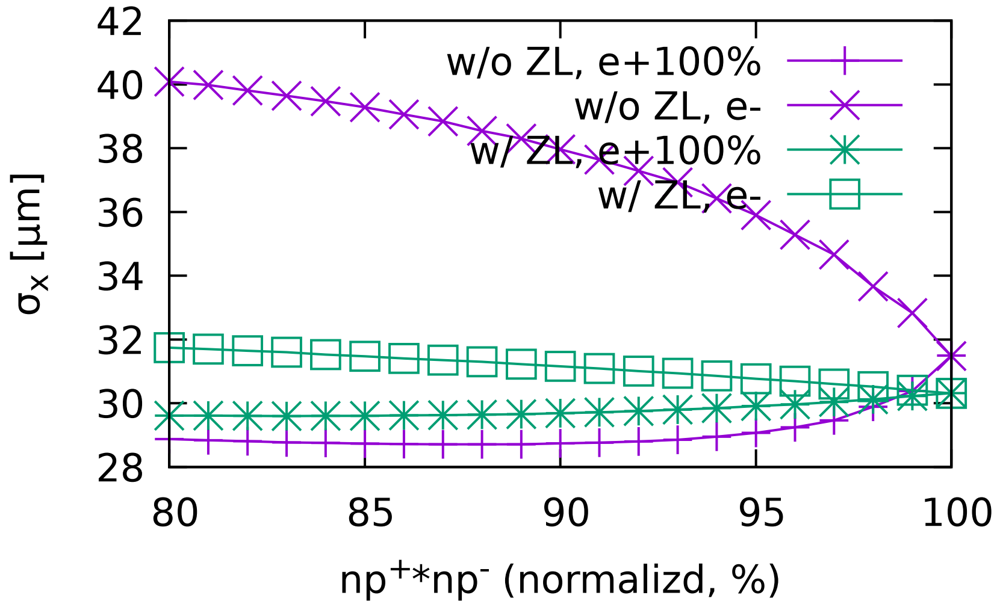 42
40
38
36
34
32
30
28
σx [μm]
w/o ZL, e+100%
w/o ZL, e-
w/ ZL, e+100%
w/ ZL, e-
80 85 90 95 100
np+*np- (normalizd, %)